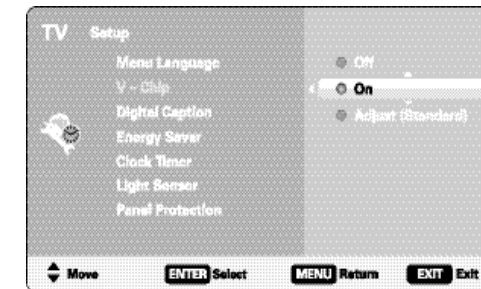 TV Setup
Menu Language
Off
V - Chip
On
Digital Caption
Adjust (Standard)
Energy Saver
Clock Timer
Light Sensor
Panel Protection
Move ENTER Select MENU Return EXIT Exit